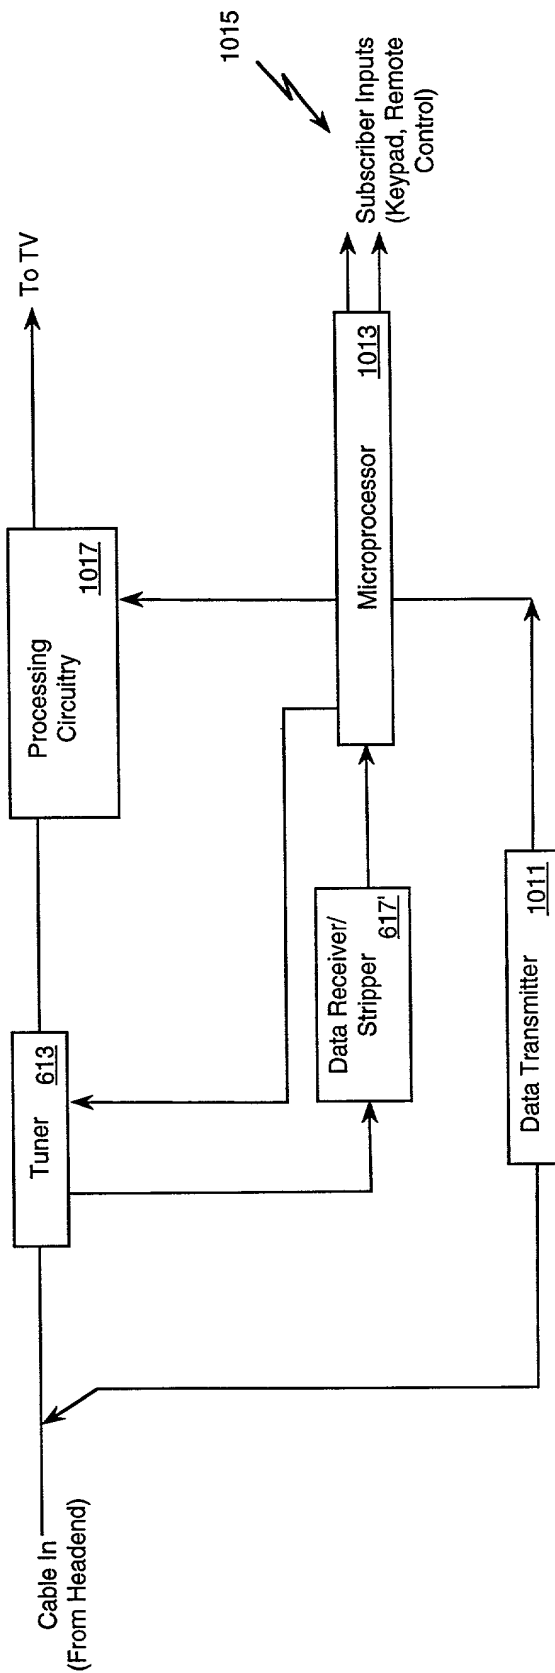 Cable In
(From Headend)
Tuner 613
Processing
Circuitry
1017
To TV
Data Receiver/
Stripper 617'
Microprocessor 1013
Subscriber Inputs
(Keypad, Remote
Control)
1015
Data Transmitter 1011